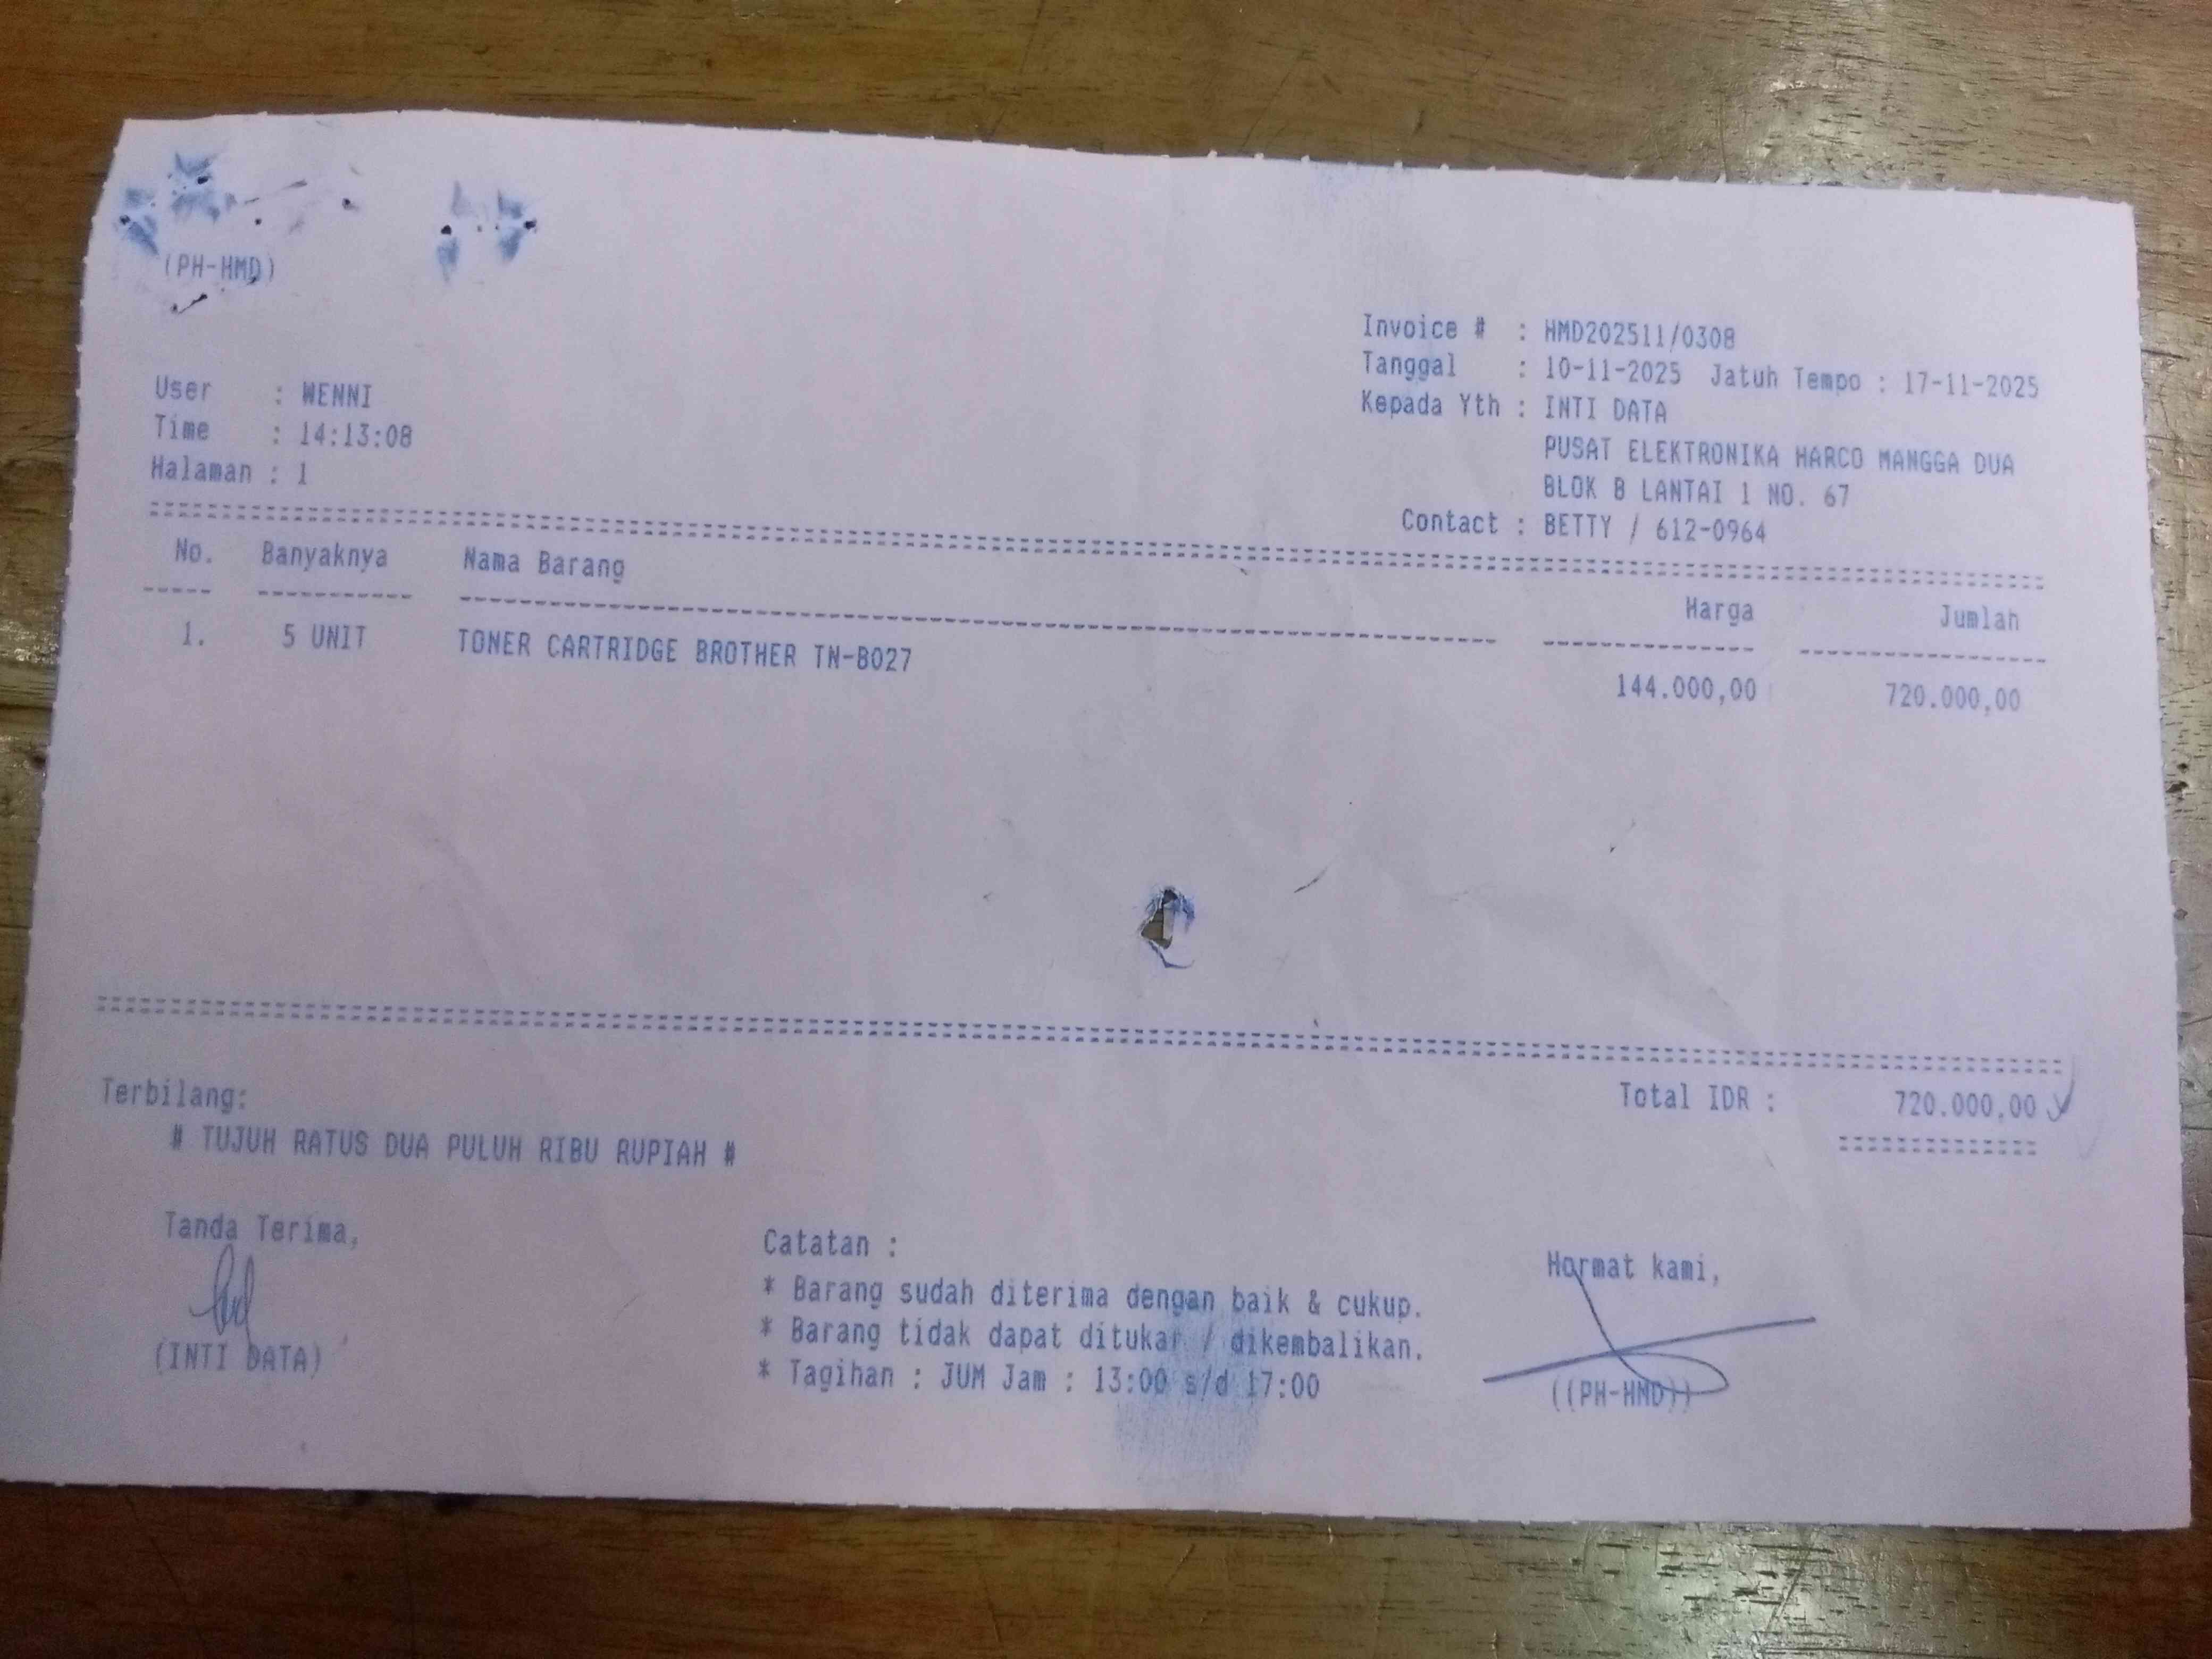 (PH-HMD)
Invoice # : HMD202511/0308
Tanggal : 10-11-2025 Jatuh Tempo : 17-11-2025
Kepada Yth : INTI DATA
PUSAT ELEKTRONIKA HARCO MANGGA DUA
BLOK B LANTAI 1 NO. 67
Contact : BETTY / 612-0964
User : WENNI
Time : 14:13:08
Halaman : 1
No. Banyaknya Nama Barang Harga Jumlah
1. 5 UNIT TONER CARTRIDGE BROTHER TN-B027 144.000,00 720.000,00
Terbilang: Total IDR : 720.000,00
# TUJUH RATUS DUA PULUH RIBU RUPIAH #
Tanda Terima,
(INTI DATA)
Catatan :
* Barang sudah diterima dengan baik & cukup.
* Barang tidak dapat ditukar / dikembalikan.
* Tagihan : JUM Jam : 13:00 s/d 17:00
Hormat kami,
((PH-HMD))